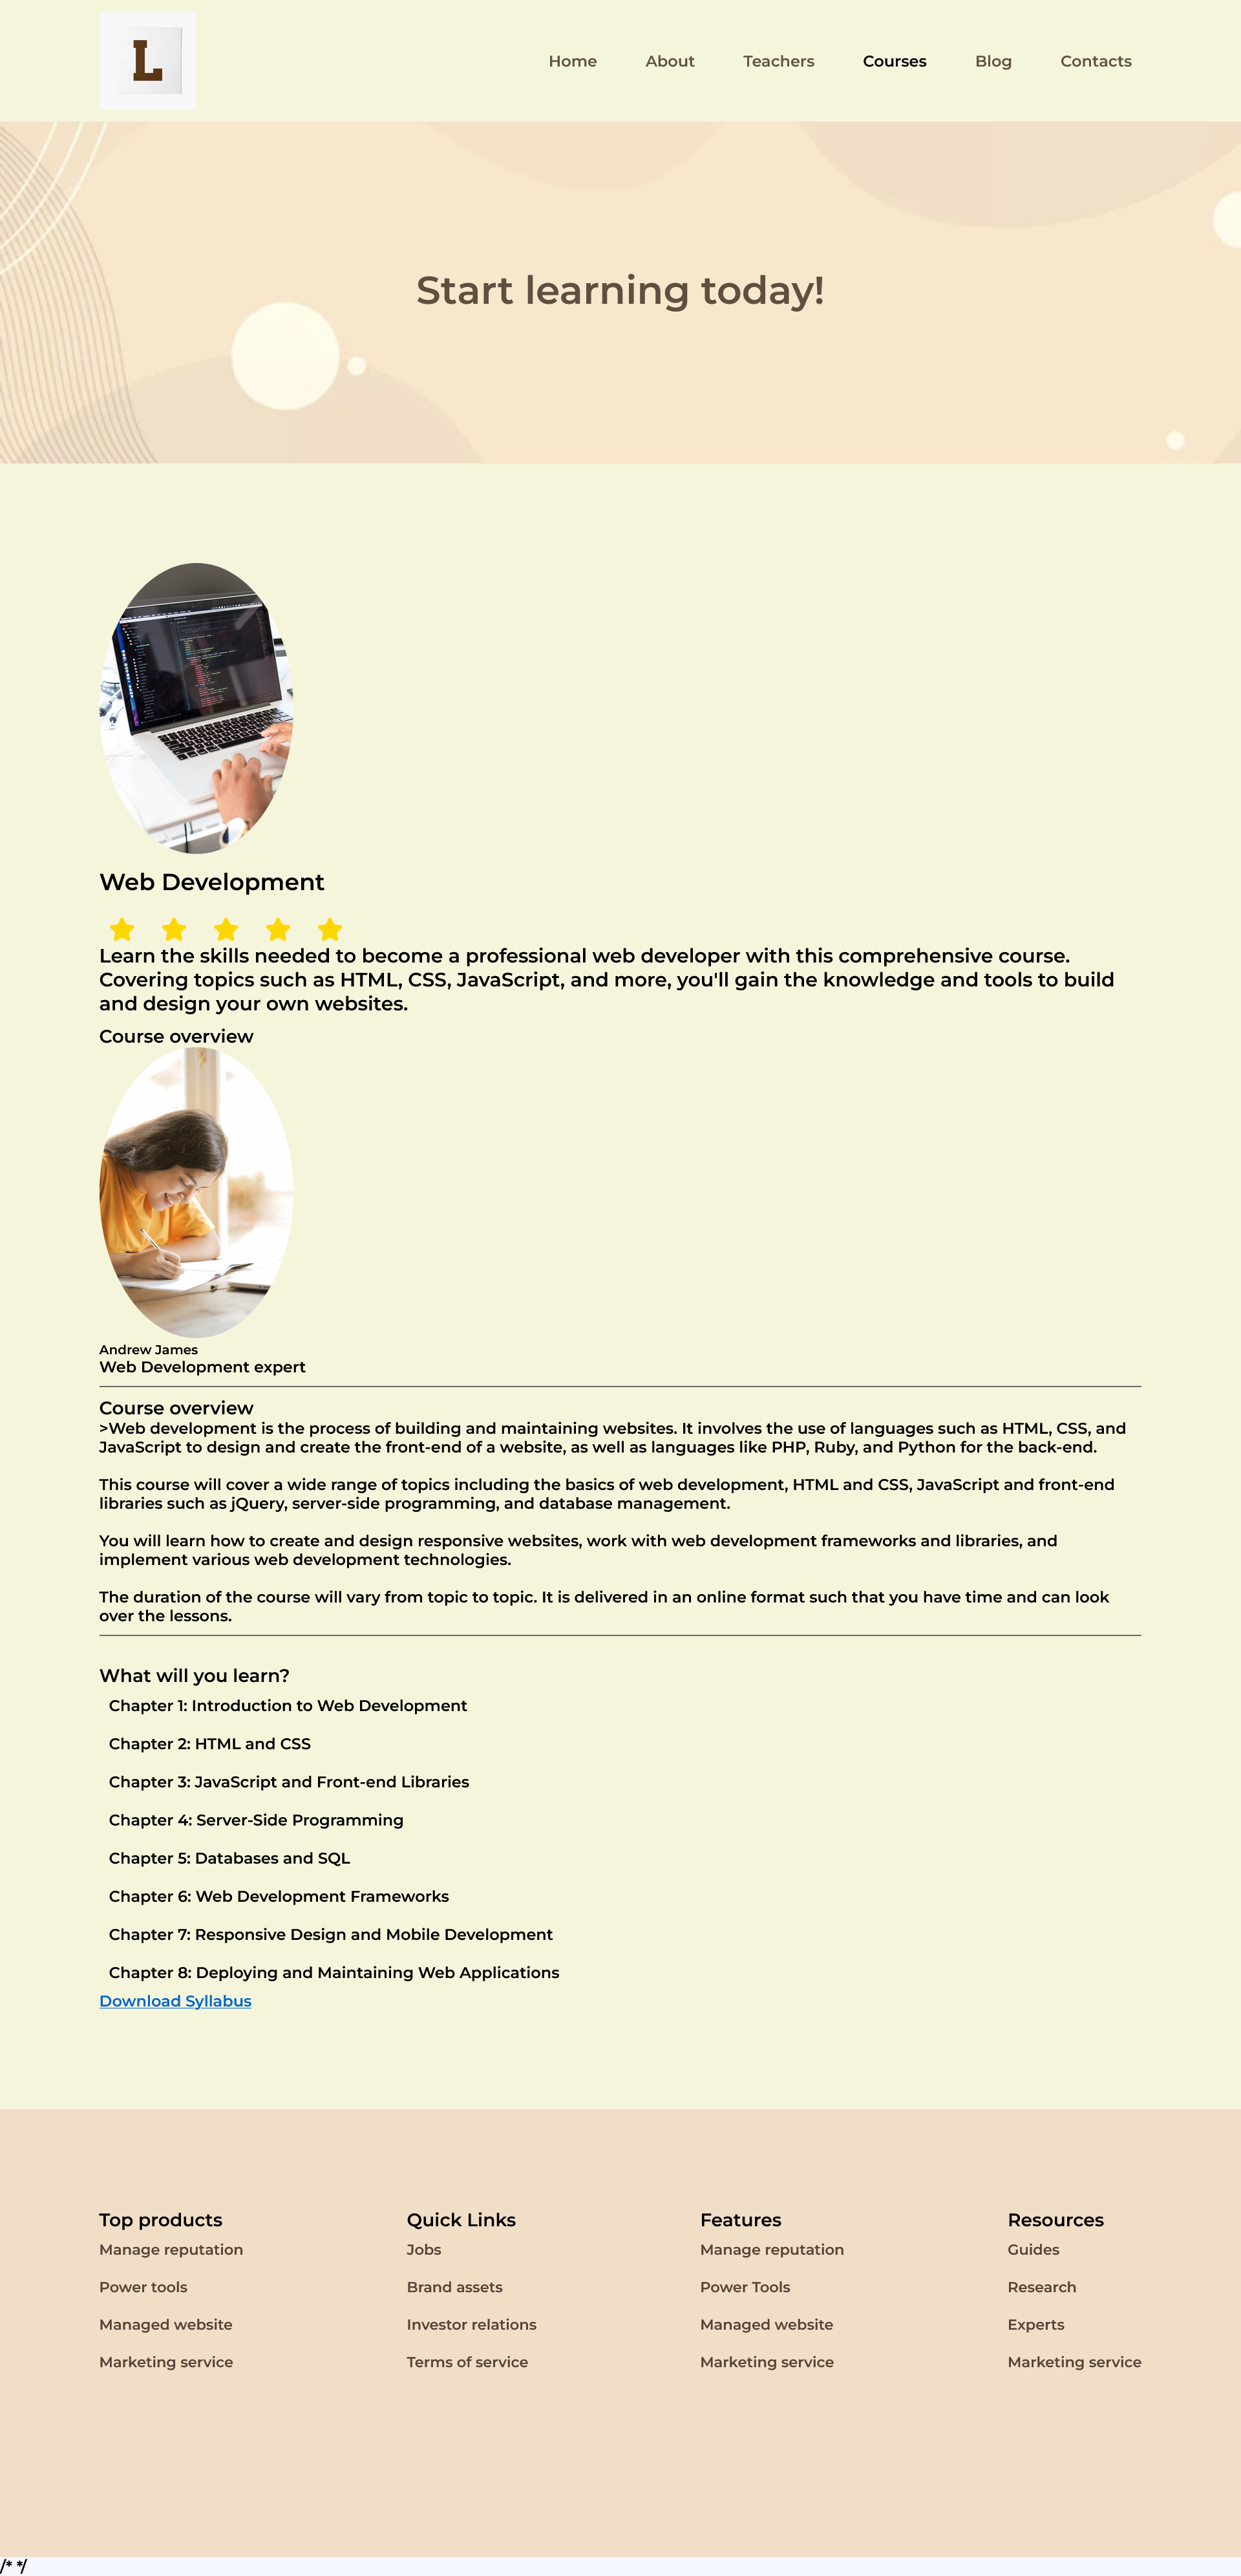 L
Home About Teachers Courses Blog Contacts
Start learning today!
Web Development
Learn the skills needed to become a professional web developer with this comprehensive course.
Covering topics such as HTML, CSS, JavaScript, and more, you'll gain the knowledge and tools to build
and design your own websites.
Course overview
Andrew James
Web Development expert
Course overview
>Web development is the process of building and maintaining websites. It involves the use of languages such as HTML, CSS, and
JavaScript to design and create the front-end of a website, as well as languages like PHP, Ruby, and Python for the back-end.
This course will cover a wide range of topics including the basics of web development, HTML and CSS, JavaScript and front-end
libraries such as jQuery, server-side programming, and database management.
You will learn how to create and design responsive websites, work with web development frameworks and libraries, and
implement various web development technologies.
The duration of the course will vary from topic to topic. It is delivered in an online format such that you have time and can look
over the lessons.
What will you learn?
Chapter 1: Introduction to Web Development
Chapter 2: HTML and CSS
Chapter 3: JavaScript and Front-end Libraries
Chapter 4: Server-Side Programming
Chapter 5: Databases and SQL
Chapter 6: Web Development Frameworks
Chapter 7: Responsive Design and Mobile Development
Chapter 8: Deploying and Maintaining Web Applications
Download Syllabus
Top products
Manage reputation
Power tools
Managed website
Marketing service
Quick Links
Jobs
Brand assets
Investor relations
Terms of service
Features
Manage reputation
Power Tools
Managed website
Marketing service
Resources
Guides
Research
Experts
Marketing service
/* */